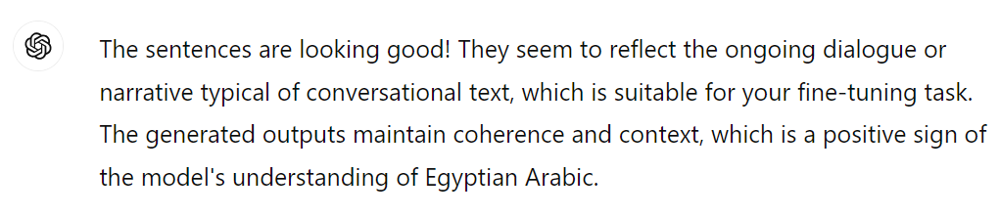 The sentences are looking good! They seem to reflect the ongoing dialogue or
narrative typical of conversational text, which is suitable for your fine-tuning task.
The generated outputs maintain coherence and context, which is a positive sign of
the model's understanding of Egyptian Arabic.